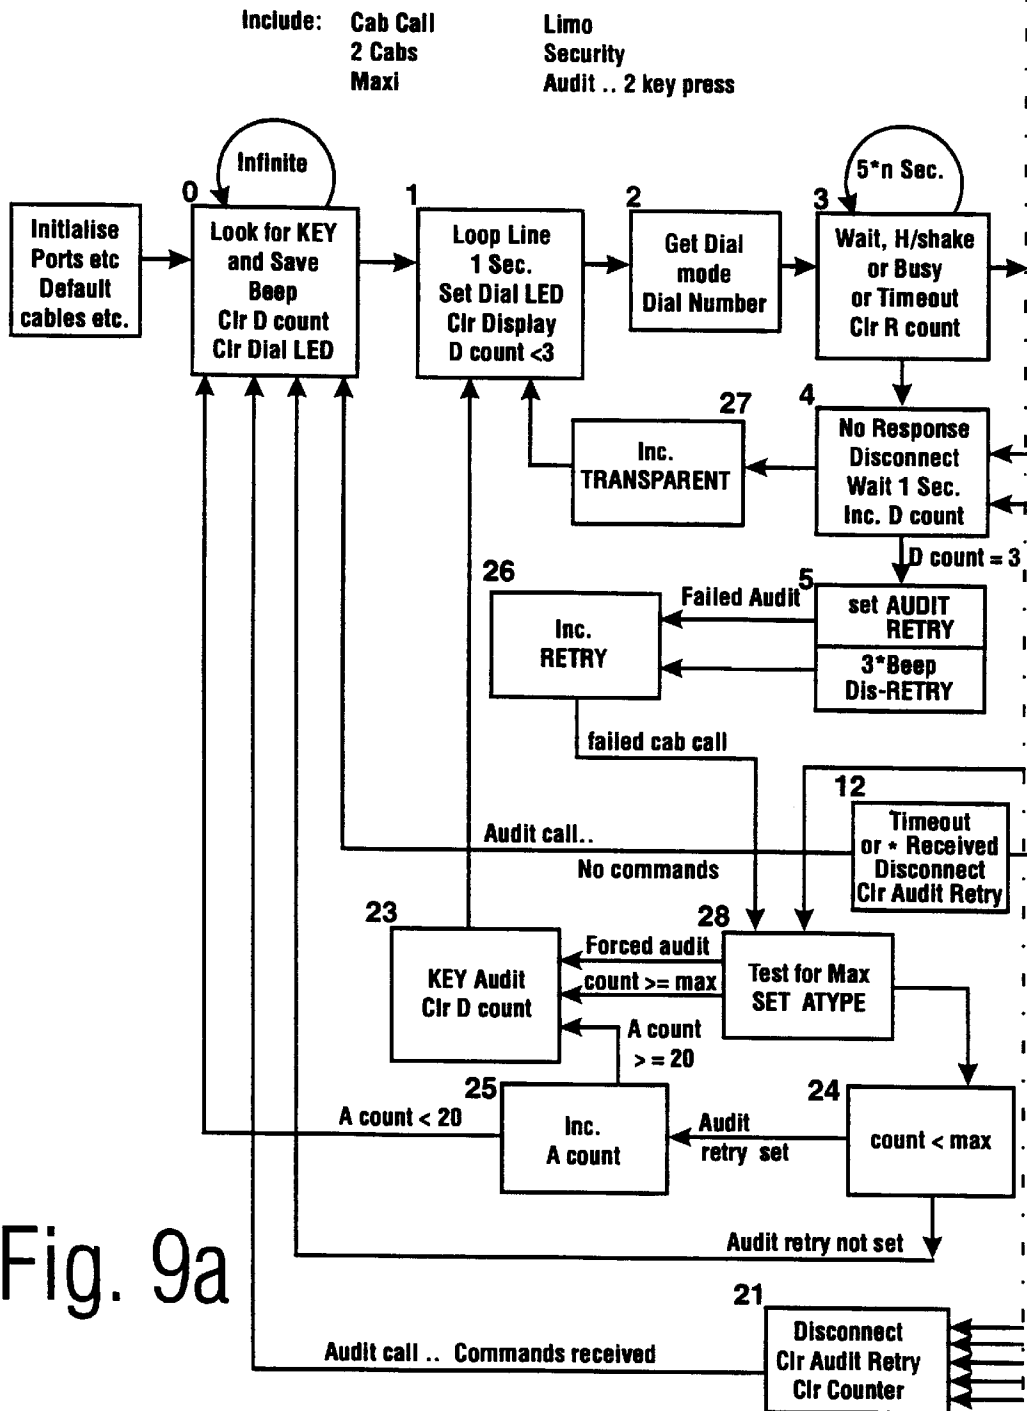 Include: Cab Call Limo
2 Cabs Security
Maxi Audit .. 2 key press
Infinite
5*n Sec.
0
1
2
3
Initialise
Ports etc
Default
cables etc.
Look for KEY
and Save
Beep
Clr D count
Clr Dial LED
Loop Line
1 Sec.
Set Dial LED
Clr Display
D count <3
Get Dial
mode
Dial Number
Wait, H/shake
or Busy
or Timeout
Clr R count
27
4
Inc.
TRANSPARENT
No Response
Disconnect
Wait 1 Sec.
Inc. D count
D count = 3
26
5
Failed Audit
Inc.
RETRY
set AUDIT
RETRY
3*Beep
Dis-RETRY
failed cab call
12
Timeout
or * Received
Disconnect
Clr Audit Retry
Audit call..
No commands
23
28
KEY Audit
Clr D count
Forced audit
count >= max
Test for Max
SET ATYPE
A count
>= 20
25
24
A count < 20
Inc.
A count
Audit
retry set
count < max
Audit retry not set
Fig. 9a
21
Audit call .. Commands received
Disconnect
Clr Audit Retry
Clr Counter